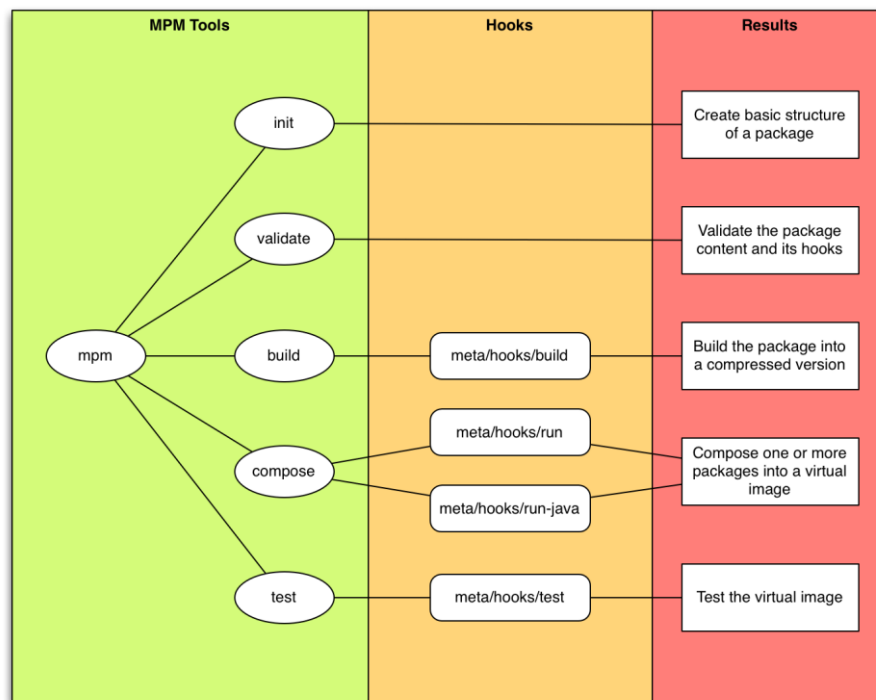 MPM Tools
Hooks
Results
init
Create basic structure
of a package
validate
Validate the package
content and its hooks
mpm
build
meta/hooks/build
Build the package into
a compressed version
compose
meta/hooks/run
meta/hooks/run-java
Compose one or more
packages into a virtual
image
test
meta/hooks/test
Test the virtual image